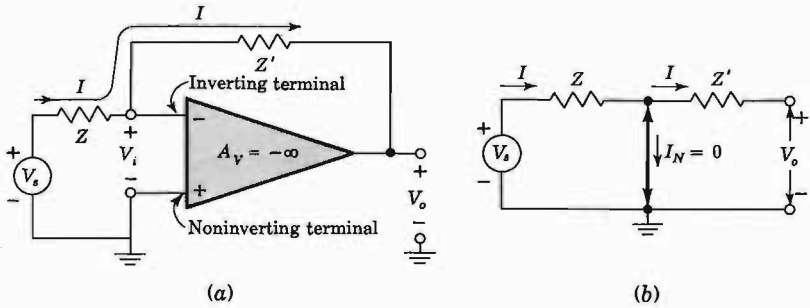 I
Z'
I
Inverting terminal
Z
+
−
V_i
A_V = −∞
+
V_s
−
−
+
+
V_o
−
Noninverting terminal
(a)
I
Z
I
Z'
+
V_s
−
I_N = 0
+
V_o
−
(b)